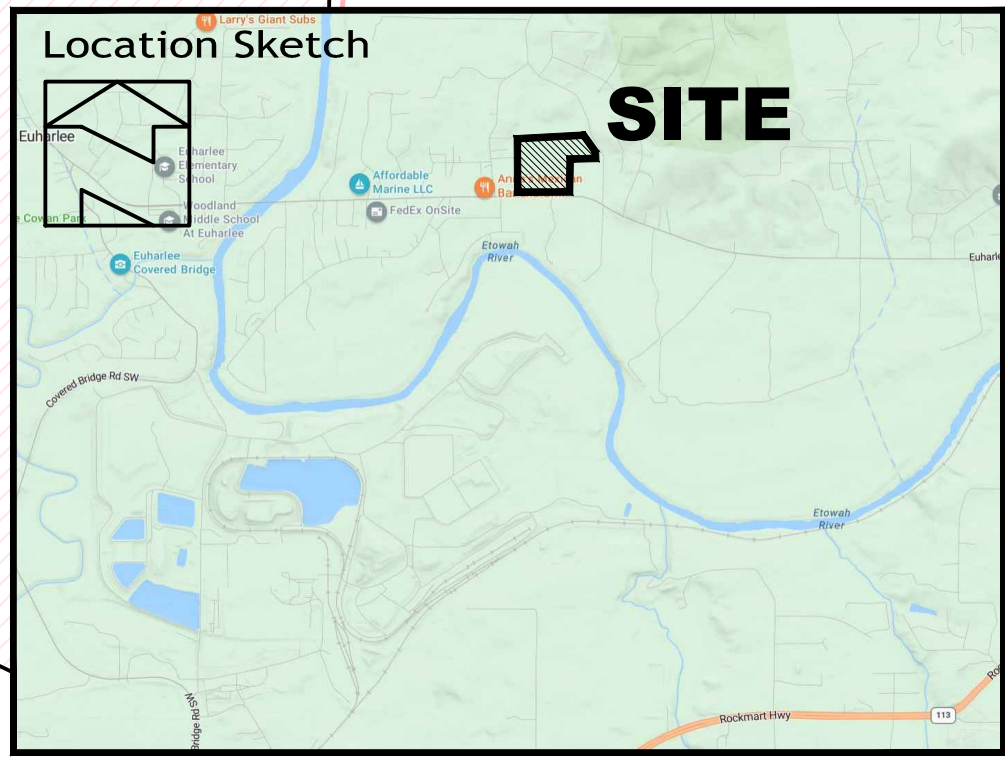 Larry's Giant Subs
Location Sketch
SITE
Euharlee
Euharlee
Elementary
School
Affordable
Marine LLC
FedEx OnSite
Woodland
Middle School
At Euharlee
e Cowan Park
Euharlee
Covered Bridge
Etowah
River
Euharle
Covered Bridge Rd SW
Etowah
River
Bridge Rd SW
Rockmart Hwy
113